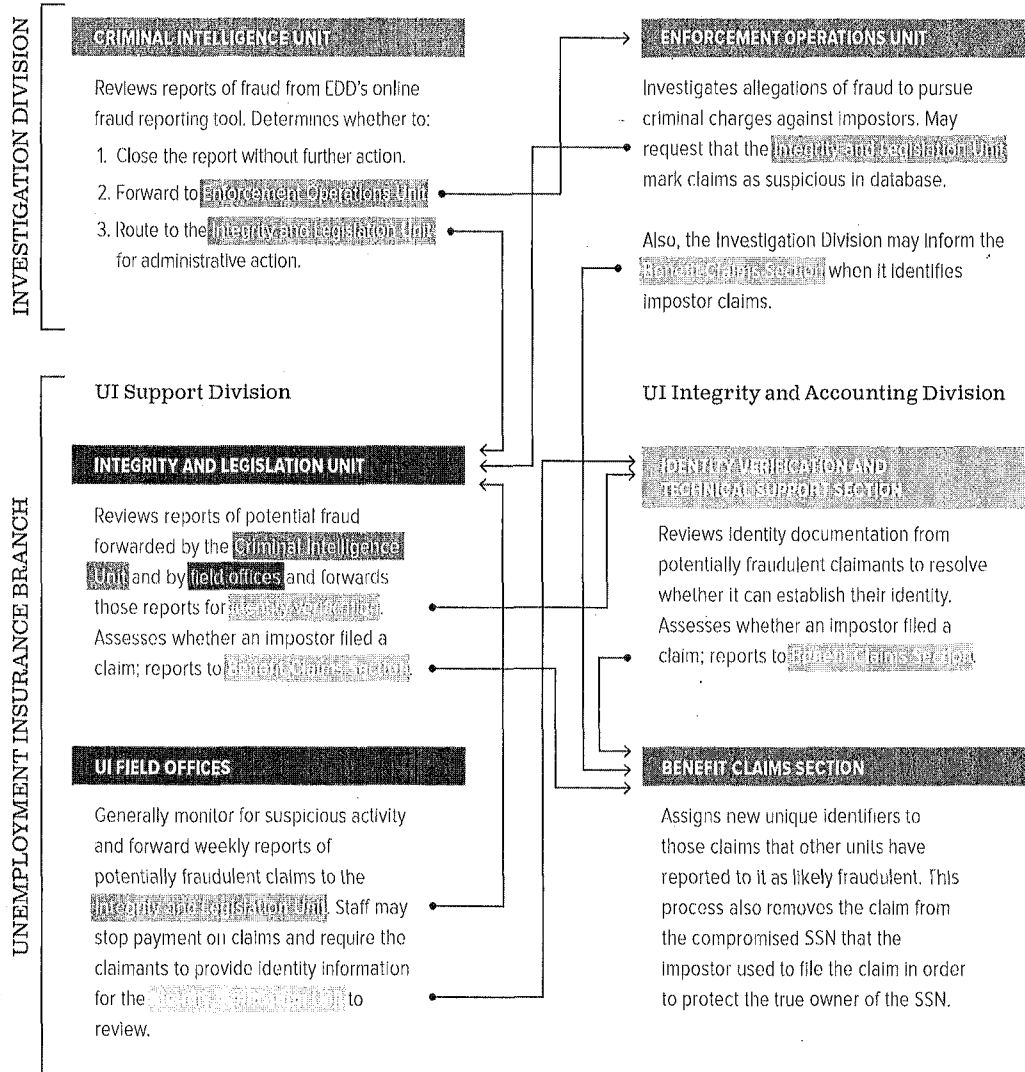 INVESTIGATION DIVISION
CRIMINAL INTELLIGENCE UNIT
Reviews reports of fraud from EDD's online
fraud reporting tool. Determines whether to:
1. Close the report without further action.
2. Forward to Enforcement Operations Unit
3. Route to the Integrity and Legislation Unit
for administrative action.
ENFORCEMENT OPERATIONS UNIT
Investigates allegations of fraud to pursue
criminal charges against impostors. May
request that the Integrity and Legislation Unit
mark claims as suspicious in database.
Also, the Investigation Division may inform the
Benefit Claims Section when it identifies
impostor claims.
UNEMPLOYMENT INSURANCE BRANCH
UI Support Division
INTEGRITY AND LEGISLATION UNIT
Reviews reports of potential fraud
forwarded by the Criminal Intelligence
Unit and by field offices and forwards
those reports for identity verification.
Assesses whether an impostor filed a
claim; reports to Benefit Claims Section.
UI FIELD OFFICES
Generally monitor for suspicious activity
and forward weekly reports of
potentially fraudulent claims to the
Integrity and Legislation Unit. Staff may
stop payment on claims and require the
claimants to provide identity information
for the to
review.
UI Integrity and Accounting Division
IDENTITY VERIFICATION AND
TECHNICAL SUPPORT SECTION
Reviews identity documentation from
potentially fraudulent claimants to resolve
whether it can establish their identity.
Assesses whether an impostor filed a
claim; reports to Benefit Claims Section.
BENEFIT CLAIMS SECTION
Assigns new unique identifiers to
those claims that other units have
reported to it as likely fraudulent. This
process also removes the claim from
the compromised SSN that the
impostor used to file the claim in order
to protect the true owner of the SSN.